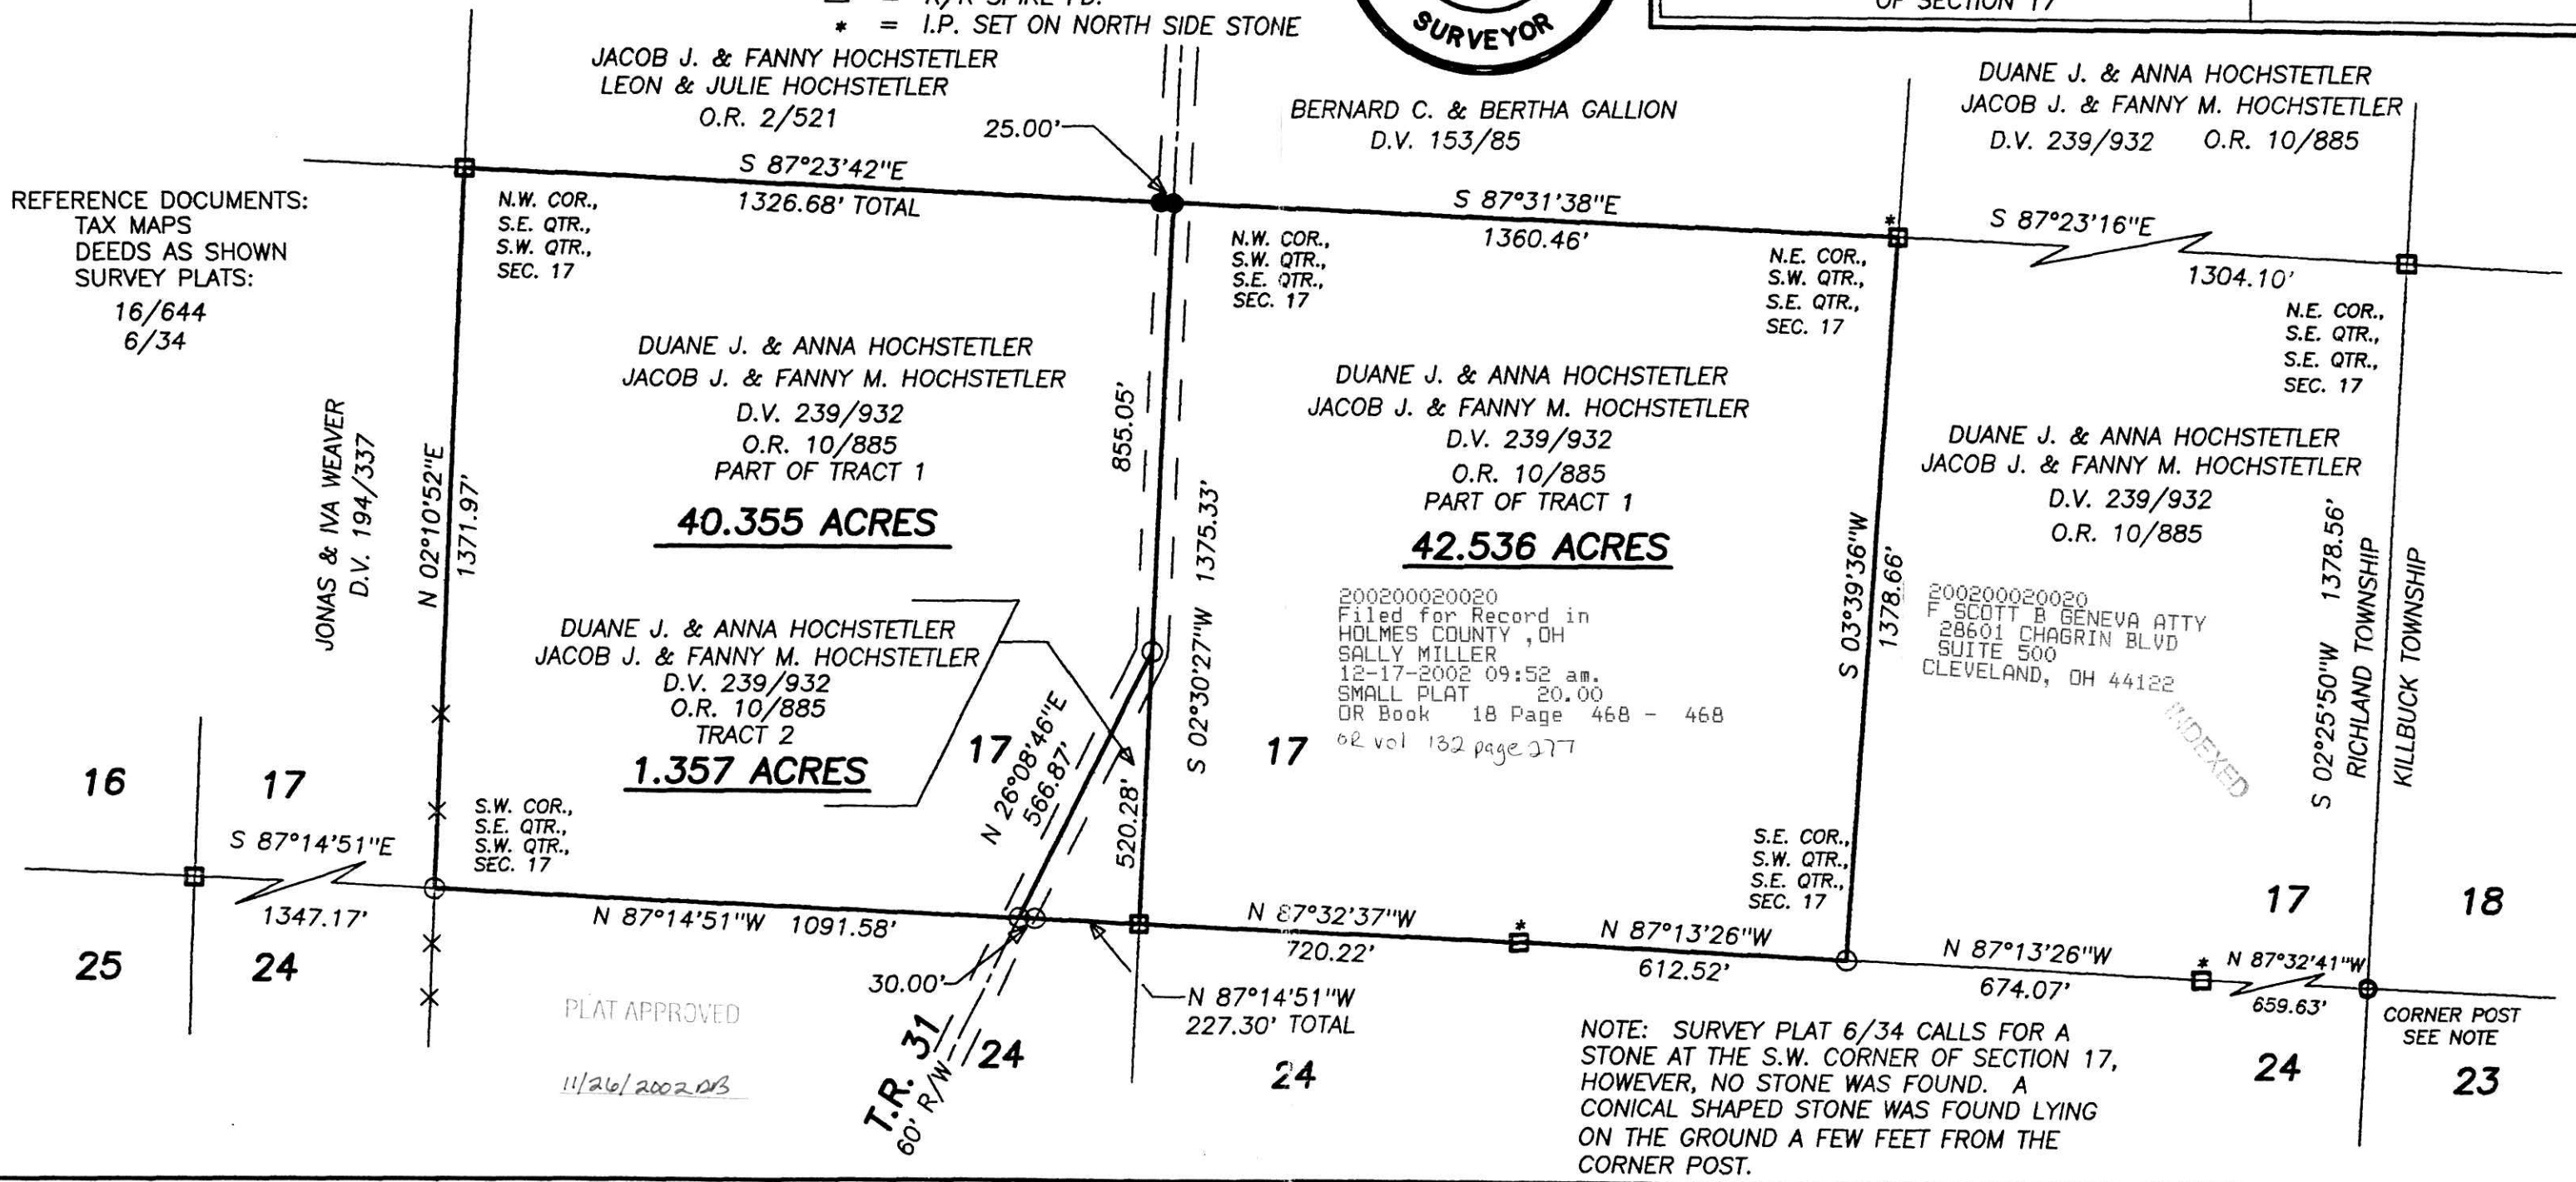 = R/R SPIKE FD.
* = I.P. SET ON NORTH SIDE STONE
SURVEYOR
OF SECTION 17
JACOB J. & FANNY HOCHSTETLER
LEON & JULIE HOCHSTETLER
O.R. 2/521
25.00'
BERNARD C. & BERTHA GALLION
D.V. 153/85
DUANE J. & ANNA HOCHSTETLER
JACOB J. & FANNY M. HOCHSTETLER
D.V. 239/932 O.R. 10/885
REFERENCE DOCUMENTS:
TAX MAPS
DEEDS AS SHOWN
SURVEY PLATS:
16/644
6/34
S 87°23'42"E
1326.68' TOTAL
N.W. COR.,
S.E. QTR.,
S.W. QTR.,
SEC. 17
S 87°31'38"E
1360.46'
N.W. COR.,
S.W. QTR.,
S.E. QTR.,
SEC. 17
*
N.E. COR.,
S.W. QTR.,
S.E. QTR.,
SEC. 17
S 87°23'16"E
1304.10'
N.E. COR.,
S.E. QTR.,
S.E. QTR.,
SEC. 17
JONAS & IVA WEAVER
D.V. 194/337
N 02°10'52"E
1371.97'
DUANE J. & ANNA HOCHSTETLER
JACOB J. & FANNY M. HOCHSTETLER
D.V. 239/932
O.R. 10/885
PART OF TRACT 1
40.355 ACRES
855.05'
S 02°30'27"W 1375.33'
DUANE J. & ANNA HOCHSTETLER
JACOB J. & FANNY M. HOCHSTETLER
D.V. 239/932
O.R. 10/885
PART OF TRACT 1
42.536 ACRES
200200020020
Filed for Record in
HOLMES COUNTY ,OH
SALLY MILLER
12-17-2002 09:52 am.
SMALL PLAT 20.00
OR Book 18 Page 468 - 468
OR vol 132 page 277
S 03°39'36"W
1378.66'
DUANE J. & ANNA HOCHSTETLER
JACOB J. & FANNY M. HOCHSTETLER
D.V. 239/932
O.R. 10/885
200200020020
F SCOTT B GENEVA ATTY
28601 CHAGRIN BLVD
SUITE 500
CLEVELAND, OH 44122
INDEXED
S 02°25'50"W 1378.56'
RICHLAND TOWNSHIP
KILLBUCK TOWNSHIP
DUANE J. & ANNA HOCHSTETLER
JACOB J. & FANNY M. HOCHSTETLER
D.V. 239/932
O.R. 10/885
TRACT 2
1.357 ACRES
17
N 26°08'46"E
566.87'
520.28'
17
16
17
S 87°14'51"E
1347.17'
25
24
S.W. COR.,
S.E. QTR.,
S.W. QTR.,
SEC. 17
N 87°14'51"W 1091.58'
30.00'
N 87°14'51"W
227.30' TOTAL
N 87°32'37"W
720.22'
*
N 87°13'26"W
612.52'
S.E. COR.,
S.W. QTR.,
S.E. QTR.,
SEC. 17
N 87°13'26"W
674.07'
*
N 87°32'41"W
659.63'
17
18
CORNER POST
SEE NOTE
24
23
PLAT APPROVED
11/26/2002
T.R. 31
60' R/W
24
24
NOTE: SURVEY PLAT 6/34 CALLS FOR A
STONE AT THE S.W. CORNER OF SECTION 17,
HOWEVER, NO STONE WAS FOUND. A
CONICAL SHAPED STONE WAS FOUND LYING
ON THE GROUND A FEW FEET FROM THE
CORNER POST.